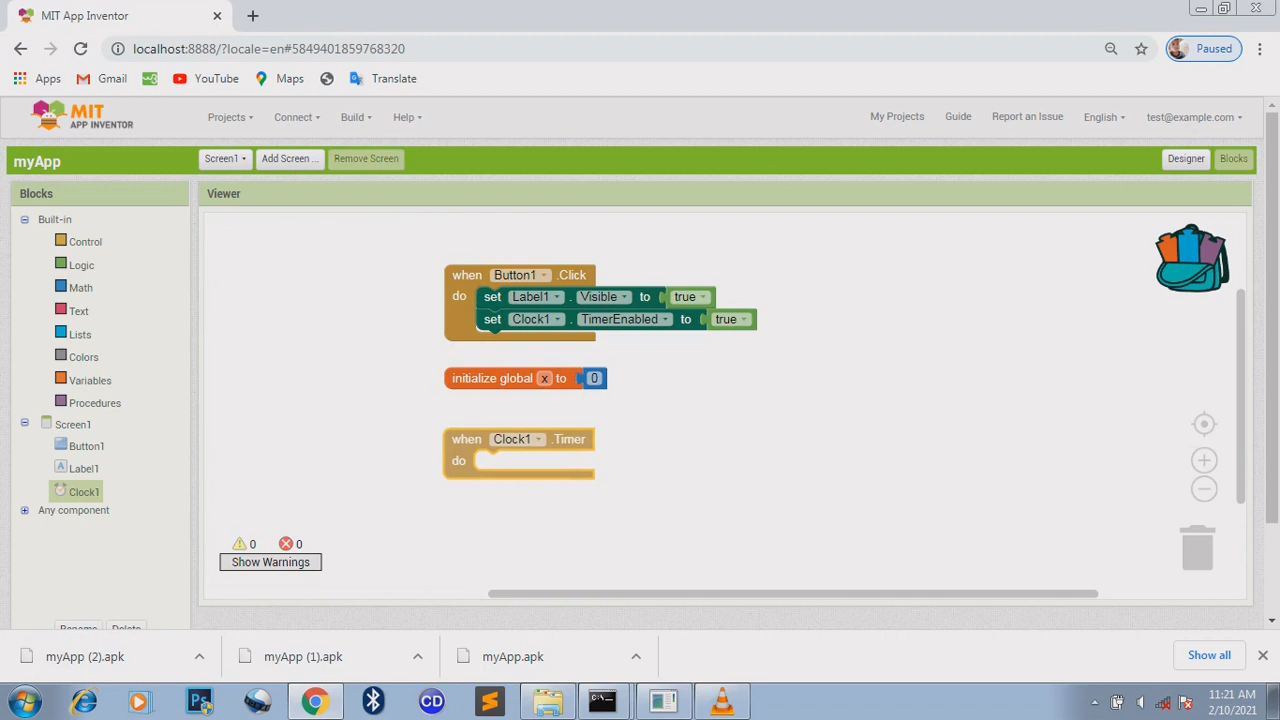 MIT App Inventor
localhost:8888/?locale=en#5849401859768320
Paused
Apps Gmail YouTube Maps Translate
MIT
APP INVENTOR
Projects Connect Build Help My Projects Guide Report an Issue English test@example.com
myApp Screen1 Add Screen ... Remove Screen Designer Blocks
Blocks Viewer
Built-in
Control
Logic
Math
Text
Lists
Colors
Variables
Procedures
Screen1
Button1
Label1
Clock1
Any component
Rename Delete
when Button1 .Click
do set Label1 . Visible to true
set Clock1 . TimerEnabled to true
initialize global x to 0
when Clock1 .Timer
do
0 0
Show Warnings
myApp (2).apk myApp (1).apk myApp.apk Show all
Ps CD
11:21 AM
2/10/2021